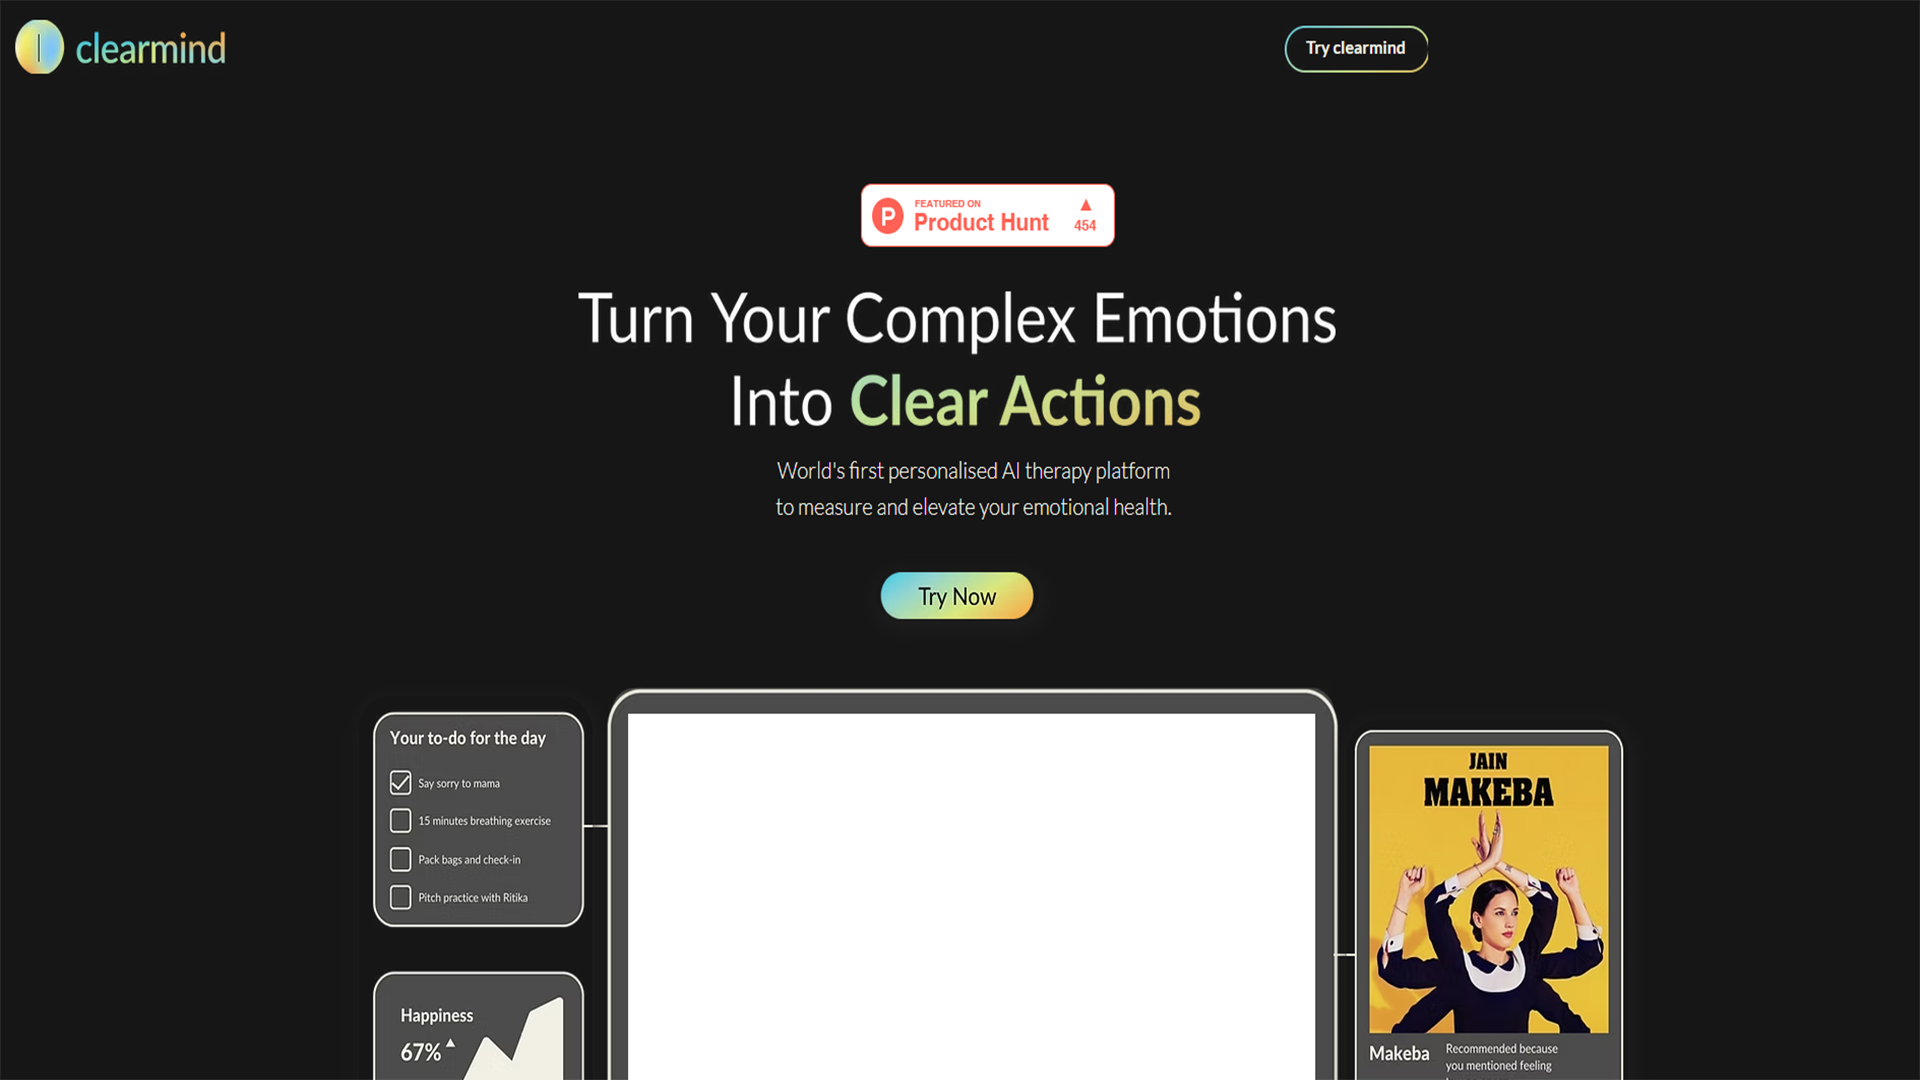 clearmind
Try clearmind
FEATURED ON
Product Hunt
454
Turn Your Complex Emotions
Into Clear Actions
World's first personalised AI therapy platform
to measure and elevate your emotional health.
Try Now
Your to-do for the day
Say sorry to mama
15 minutes breathing exercise
Pack bags and check-in
Pitch practice with Ritika
Happiness
67%
JAIN
MAKEBA
Makeba
Recommended because
you mentioned feeling